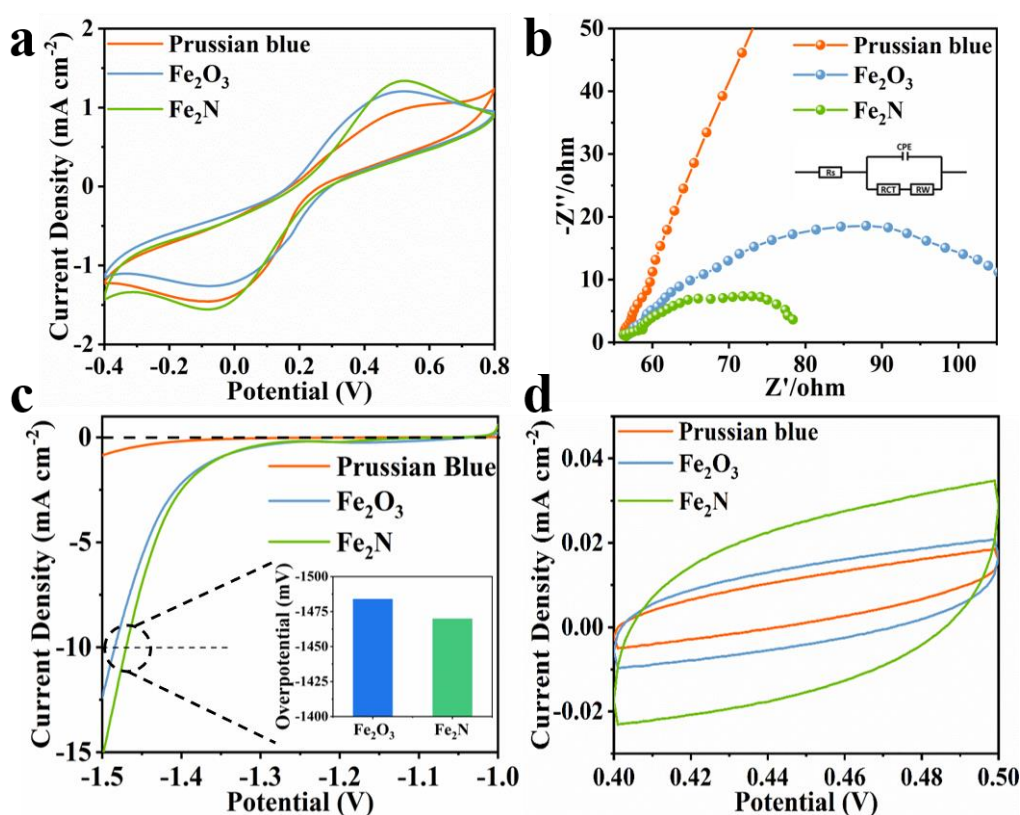 a
2
1
0
-1
-2
Current Density (mA cm⁻²)
Prussian blue
Fe₂O₃
Fe₂N
-0.4 -0.2 0.0 0.2 0.4 0.6 0.8
Potential (V)
b
-50
40
30
20
10
0
-Z''/ohm
Prussian blue
Fe₂O₃
Fe₂N
CPE
Rs
RCT
RW
60 70 80 90 100
Z'/ohm
c
0
-5
-10
-15
Current Density (mA cm⁻²)
Prussian Blue
Fe₂O₃
Fe₂N
-1500
-1475
-1450
-1425
-1400
Overpotential (mV)
Fe₂O₃ Fe₂N
-1.5 -1.4 -1.3 -1.2 -1.1 -1.0
Potential (V)
d
0.04
0.02
0.00
-0.02
Current Density (mA cm⁻²)
Prussian blue
Fe₂O₃
Fe₂N
0.40 0.42 0.44 0.46 0.48 0.50
Potential (V)